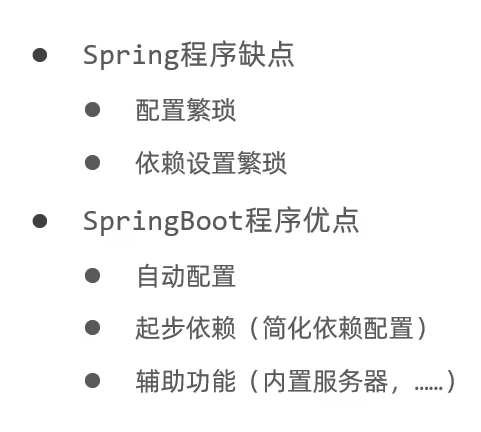 Spring程序缺点
配置繁琐
依赖设置繁琐
SpringBoot程序优点
自动配置
起步依赖（简化依赖配置）
辅助功能（内置服务器，……）